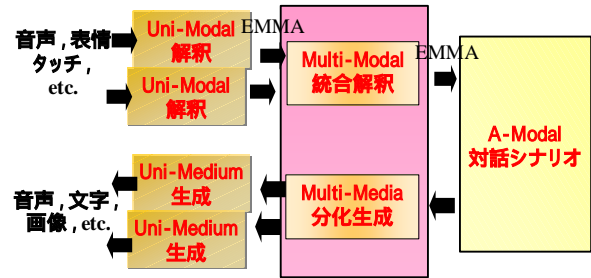 音声,表情
タッチ,
etc.
Uni-Modal
解釈
Uni-Modal
解釈
EMMA
Multi-Modal
統合解釈
EMMA
A-Modal
対話シナリオ
音声,文字,
画像,etc.
Uni-Medium
生成
Uni-Medium
生成
Multi-Media
分化生成